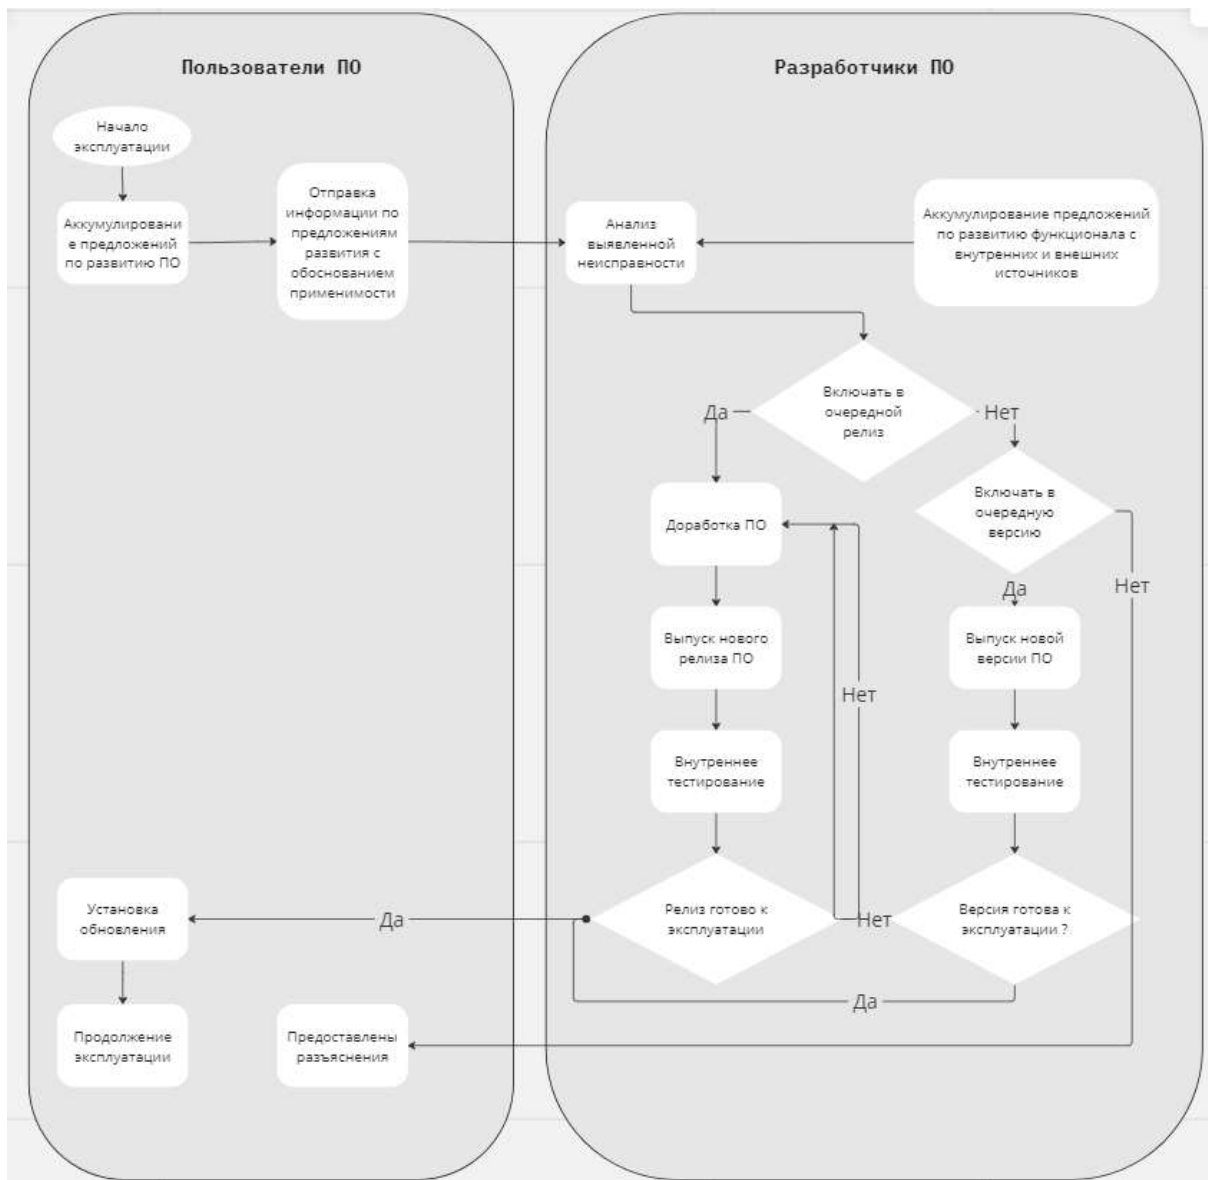 Пользователи ПО
Начало
эксплуатации
Аккумулировани
е предложений
по развитию ПО
Отправка
информации по
предложениям
развития с
обоснованием
применимости
Установка
обновления
Продолжение
эксплуатации
Предоставлены
разъяснения
Разработчики ПО
Анализ
выявленной
неисправности
Аккумулирование предложений
по развитию функционала с
внутренних и внешних
источников
Включать в
очередной
релиз
Да
Нет
Включать в
очередную
версию
Доработка ПО
Да
Нет
Выпуск нового
релиза ПО
Выпуск новой
версии ПО
Нет
Внутреннее
тестирование
Внутреннее
тестирование
Да
Релиз готово к
эксплуатации
Нет
Версия готова к
эксплуатации ?
Да